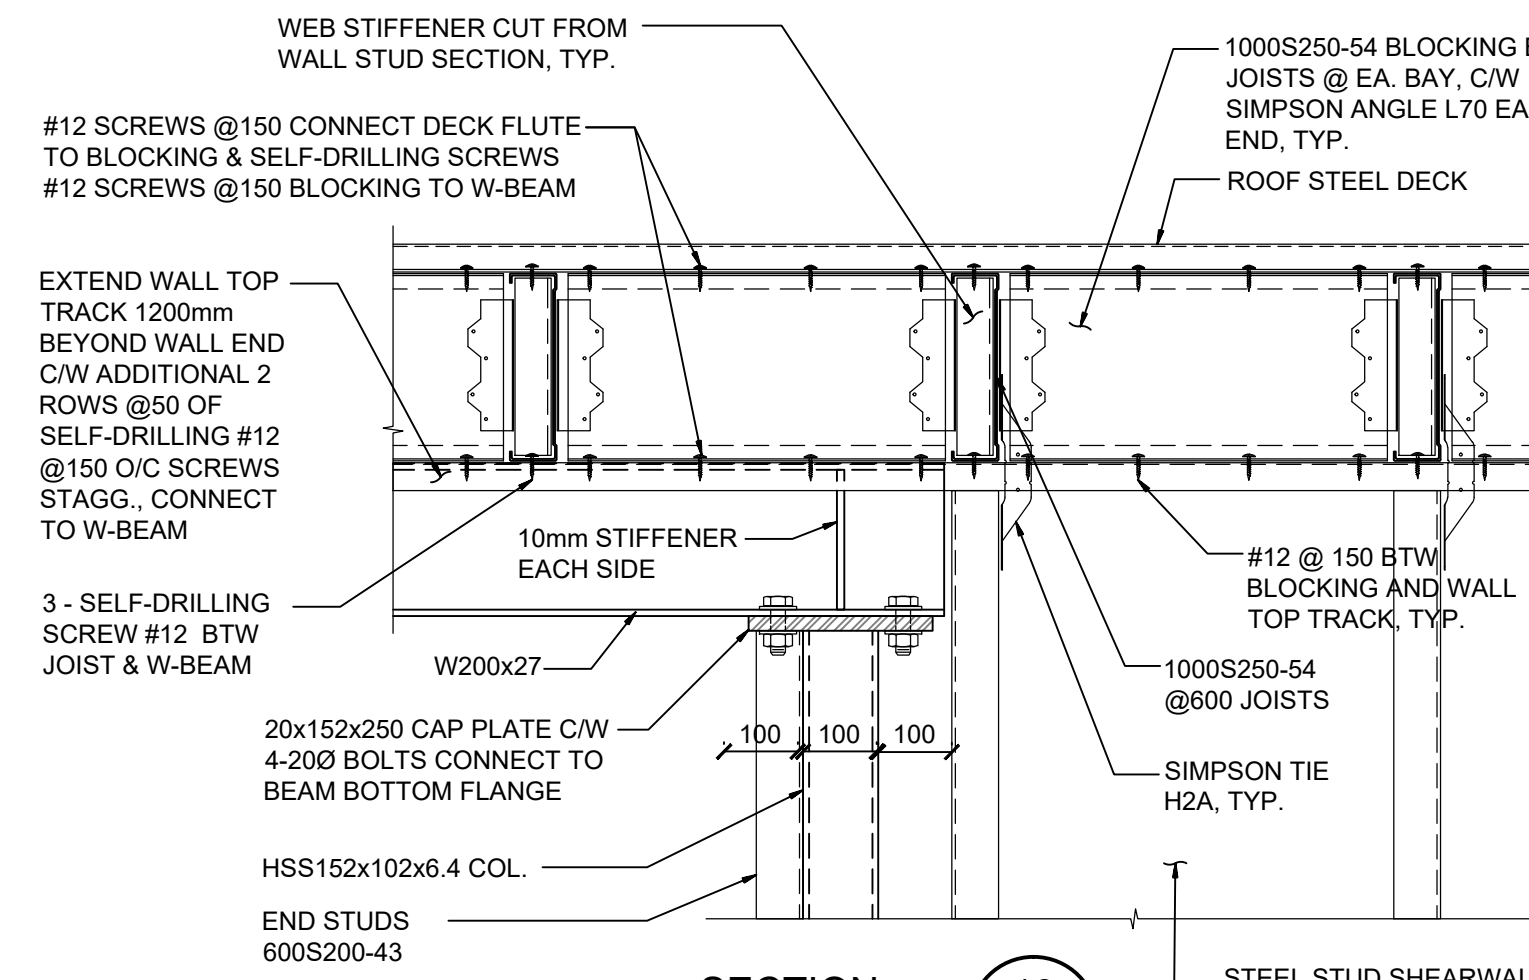 WEB STIFFENER CUT FROM
WALL STUD SECTION, TYP.
1000S250-54 BLOCKING
JOISTS @ EA. BAY, C/W
SIMPSON ANGLE L70 EA
END, TYP.
ROOF STEEL DECK
#12 SCREWS @150 CONNECT DECK FLUTE
TO BLOCKING & SELF-DRILLING SCREWS
#12 SCREWS @150 BLOCKING TO W-BEAM
EXTEND WALL TOP
TRACK 1200mm
BEYOND WALL END
C/W ADDITIONAL 2
ROWS @50 OF
SELF-DRILLING #12
@150 O/C SCREWS
STAGG., CONNECT
TO W-BEAM
10mm STIFFENER
EACH SIDE
3 - SELF-DRILLING
SCREW #12 BTW
JOIST & W-BEAM
W200x27
#12 @ 150 BTW
BLOCKING AND WALL
TOP TRACK, TYP.
1000S250-54
@600 JOISTS
20x152x250 CAP PLATE C/W
4-20Ø BOLTS CONNECT TO
BEAM BOTTOM FLANGE
100 100 100
SIMPSON TIE
H2A, TYP.
HSS152x102x6.4 COL.
END STUDS
600S200-43
SECTION
STEEL STUD SHEARWAL